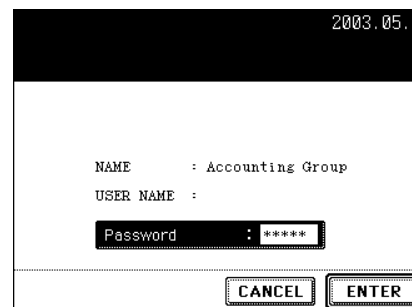 2003.05.
NAME : Accounting Group
USER NAME :
Password : *****
CANCEL ENTER